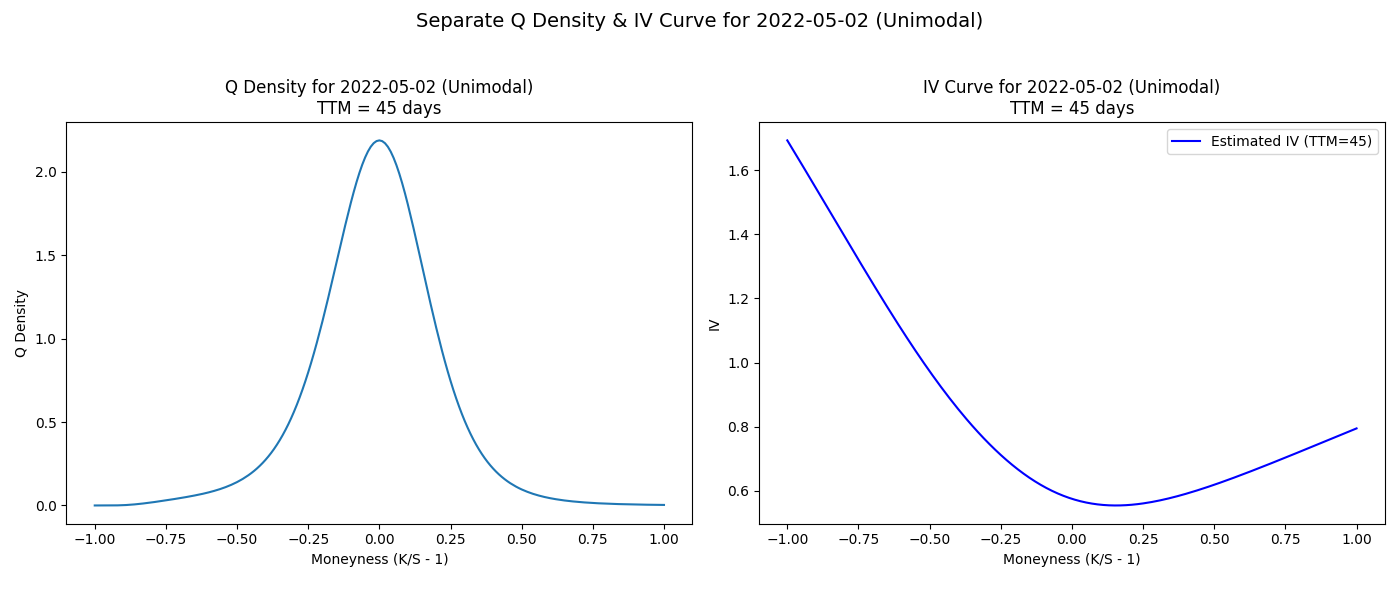 Separate Q Density & IV Curve for 2022-05-02 (Unimodal)
Q Density for 2022-05-02 (Unimodal)
TTM = 45 days
2.0
1.5
1.0
0.5
0.0
Q Density
−1.00 −0.75 −0.50 −0.25 0.00 0.25 0.50 0.75 1.00
Moneyness (K/S - 1)
IV Curve for 2022-05-02 (Unimodal)
TTM = 45 days
Estimated IV (TTM=45)
1.6
1.4
1.2
1.0
0.8
0.6
IV
−1.00 −0.75 −0.50 −0.25 0.00 0.25 0.50 0.75 1.00
Moneyness (K/S - 1)